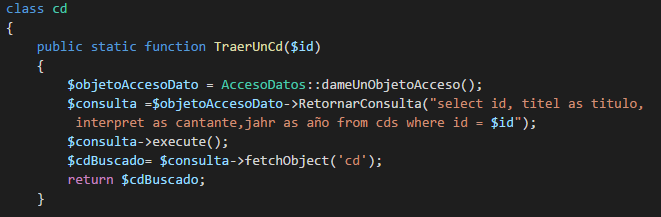 class cd
{
    public static function TraerUnCd($id)
    {
        $objetoAccesoDato = AccesoDatos::dameUnObjetoAcceso();
        $consulta =$objetoAccesoDato->RetornarConsulta("select id, titel as titulo,
         interpret as cantante,jahr as año from cds where id = $id");
        $consulta->execute();
        $cdBuscado= $consulta->fetchObject('cd');
        return $cdBuscado;
    }